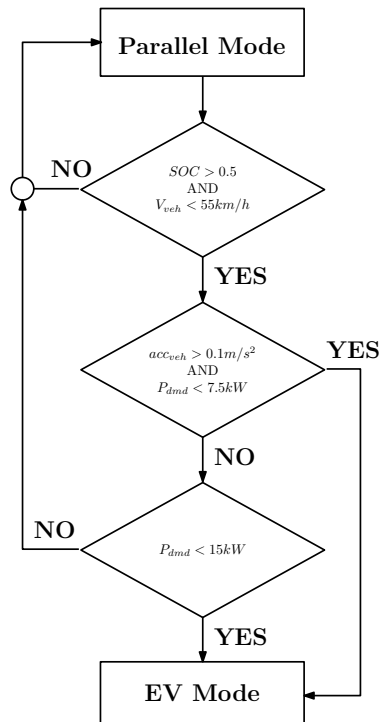 Parallel Mode
NO
SOC > 0.5
AND
V_veh < 55km/h
YES
acc_veh > 0.1m/s²
AND
P_dmd < 7.5kW
YES
NO
NO
P_dmd < 15kW
YES
EV Mode